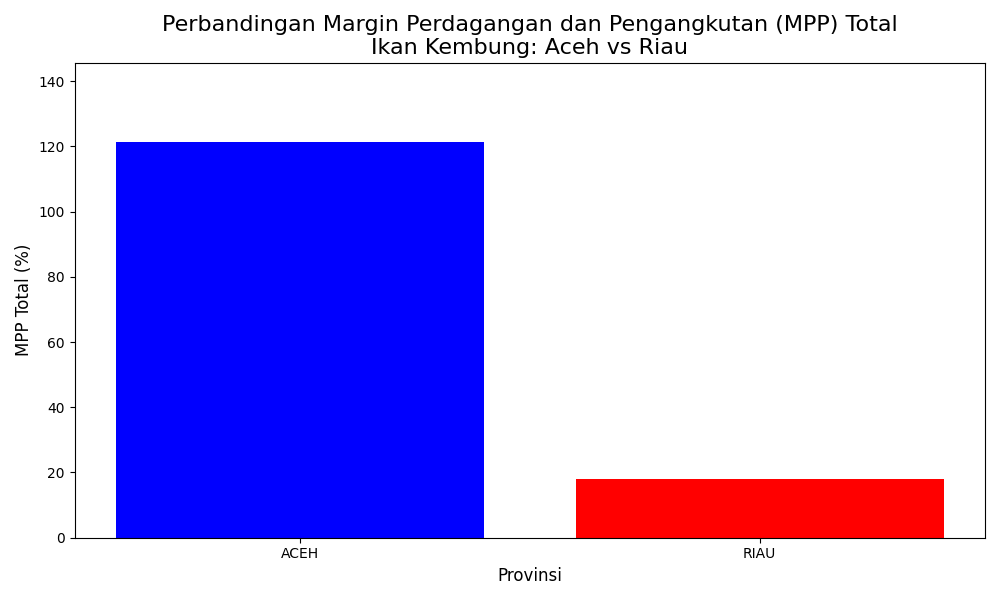 Perbandingan Margin Perdagangan dan Pengangkutan (MPP) Total
Ikan Kembung: Aceh vs Riau
MPP Total (%)
140
120
100
80
60
40
20
0
ACEH
RIAU
Provinsi